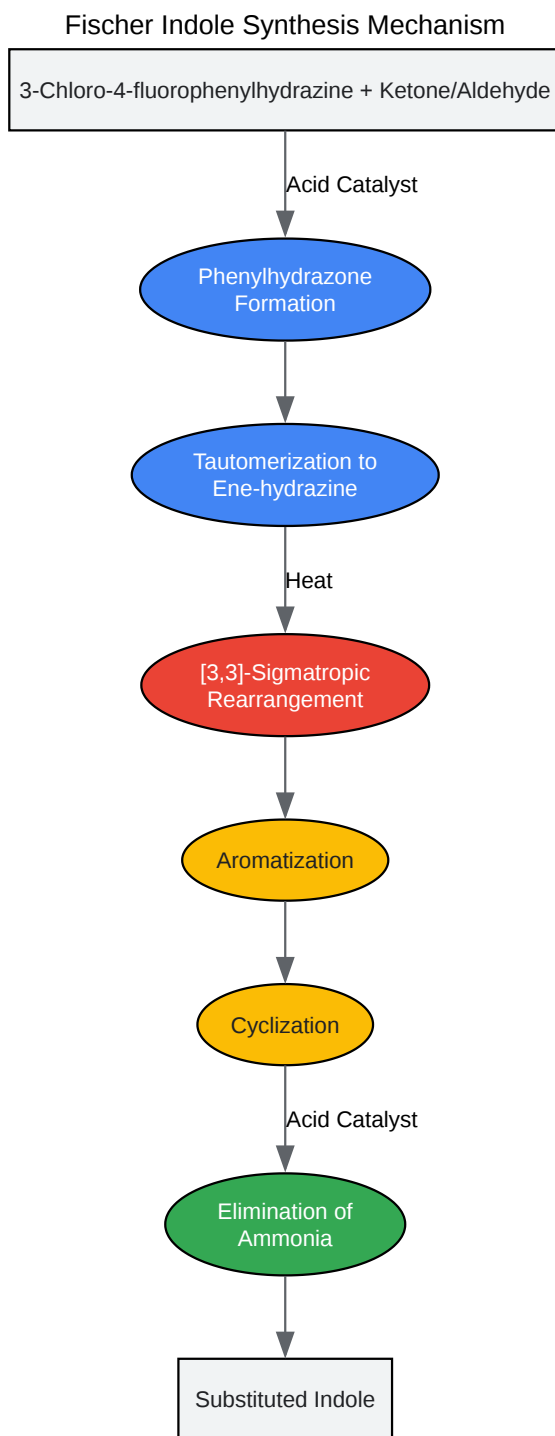 Fischer Indole Synthesis Mechanism
3-Chloro-4-fluorophenylhydrazine + Ketone/Aldehyde
Acid Catalyst
Phenylhydrazone
Formation
Tautomerization to
Ene-hydrazine
Heat
[3,3]-Sigmatropic
Rearrangement
Aromatization
Cyclization
Acid Catalyst
Elimination of
Ammonia
Substituted Indole